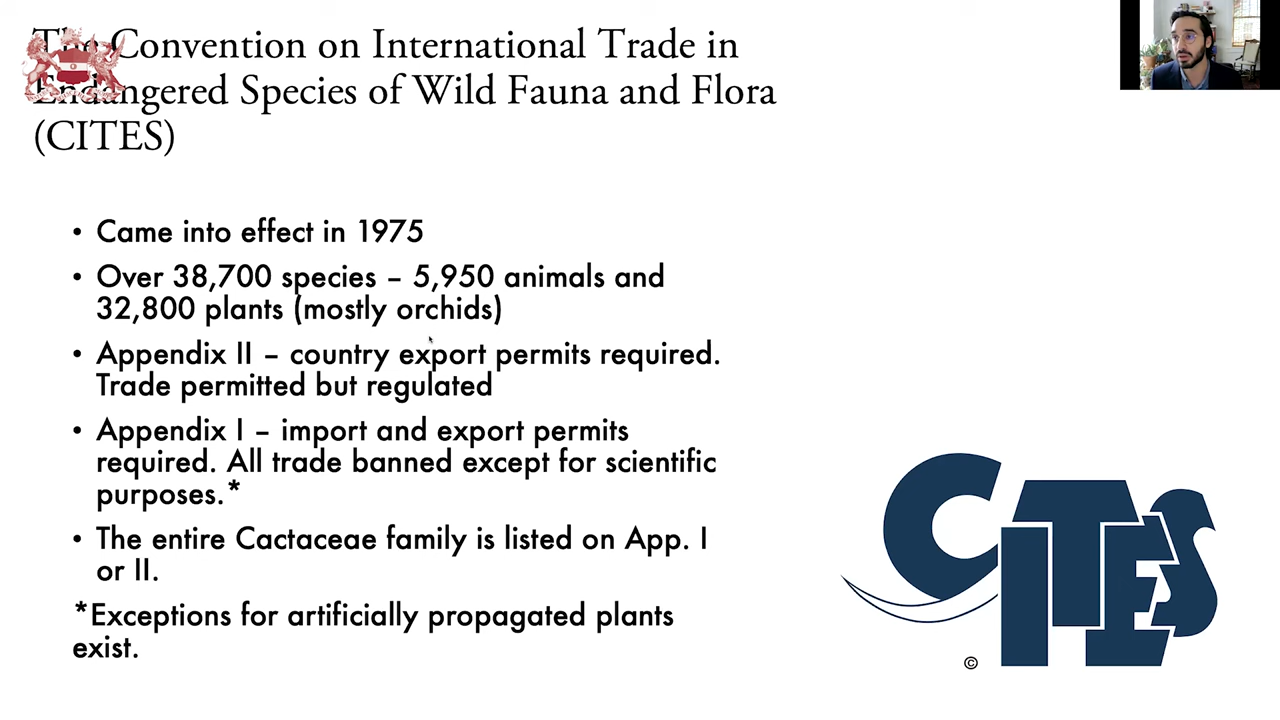 The Convention on International Trade in
Endangered Species of Wild Fauna and Flora
(CITES)
• Came into effect in 1975
• Over 38,700 species – 5,950 animals and
32,800 plants (mostly orchids)
• Appendix II – country export permits required.
Trade permitted but regulated
• Appendix I – import and export permits
required. All trade banned except for scientific
purposes.*
• The entire Cactaceae family is listed on App. I
or II.
*Exceptions for artificially propagated plants
exist.
CITES
©